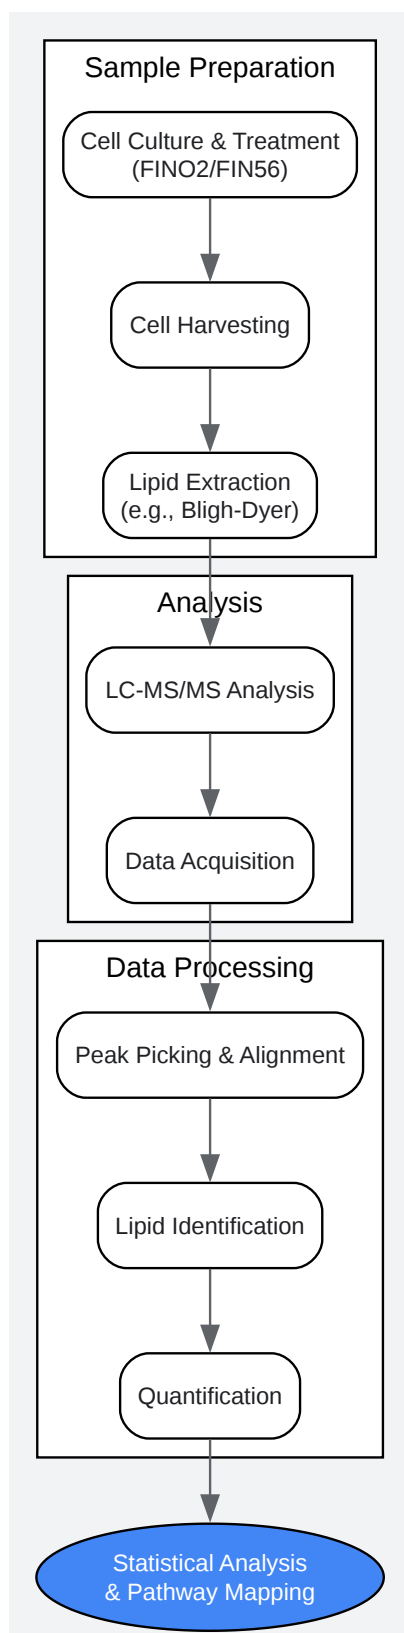 Sample Preparation
Cell Culture & Treatment
(FINO2/FIN56)
Cell Harvesting
Lipid Extraction
(e.g., Bligh-Dyer)
Analysis
LC-MS/MS Analysis
Data Acquisition
Data Processing
Peak Picking & Alignment
Lipid Identification
Quantification
Statistical Analysis
& Pathway Mapping